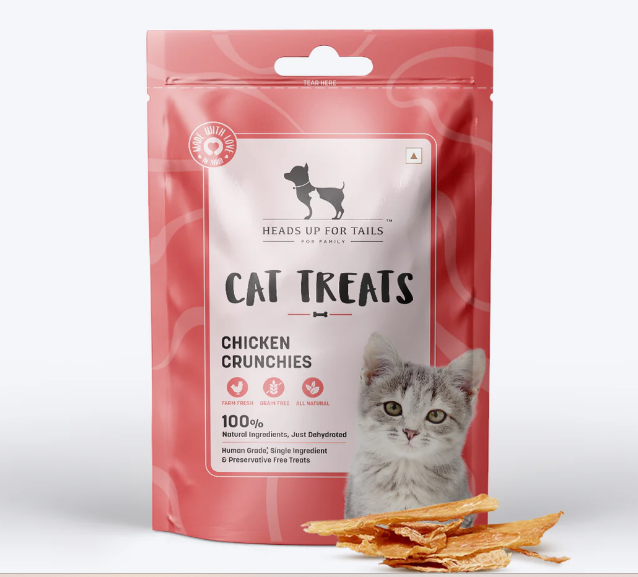 TEAR HERE
MADE WITH LOVE
HEADS UP FOR TAILS
™
FOR FAMILY
CAT TREATS
CHICKEN
CRUNCHIES
FARM FRESH GRAIN FREE ALL NATURAL
100%
Natural Ingredients, Just Dehydrated
Human Grade, Single Ingredient
& Preservative Free Treats